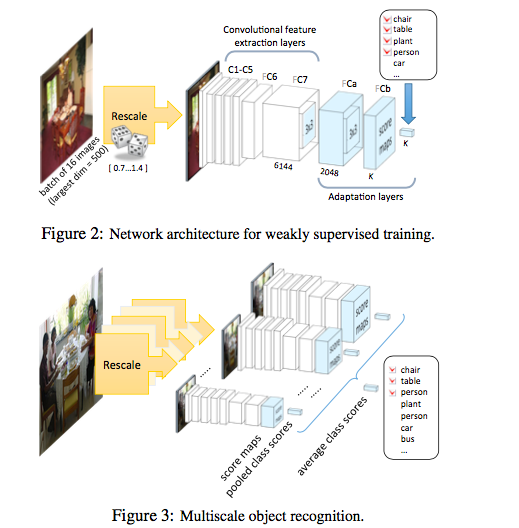 Convolutional feature
extraction layers
chair
table
plant
person
car
...
C1-C5
FC6
FC7
FCa
FCb
Rescale
3x3
3x3
score
maps
K
[ 0.7...1.4 ]
batch of 16 images
(largest dim = 500)
6144
2048
K
Adaptation layers
Figure 2: Network architecture for weakly supervised training.
Rescale
score
maps
score
maps
chair
table
person
plant
person
car
bus
...
score maps
pooled class scores
average class scores
Figure 3: Multiscale object recognition.